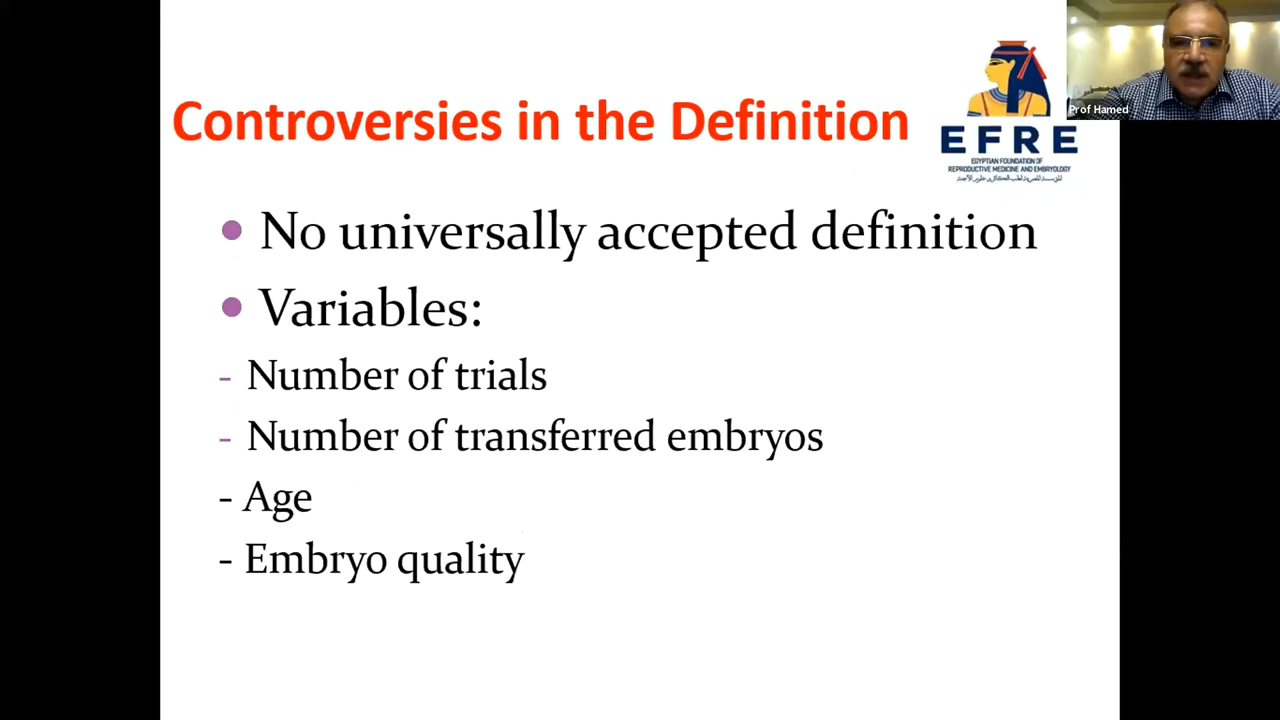 Prof Hamed
Controversies in the Definition
EFRE
EGYPTIAN FOUNDATION OF
REPRODUCTIVE MEDICINE AND EMBRYOLOGY
• No universally accepted definition
• Variables:
- Number of trials
- Number of transferred embryos
- Age
- Embryo quality